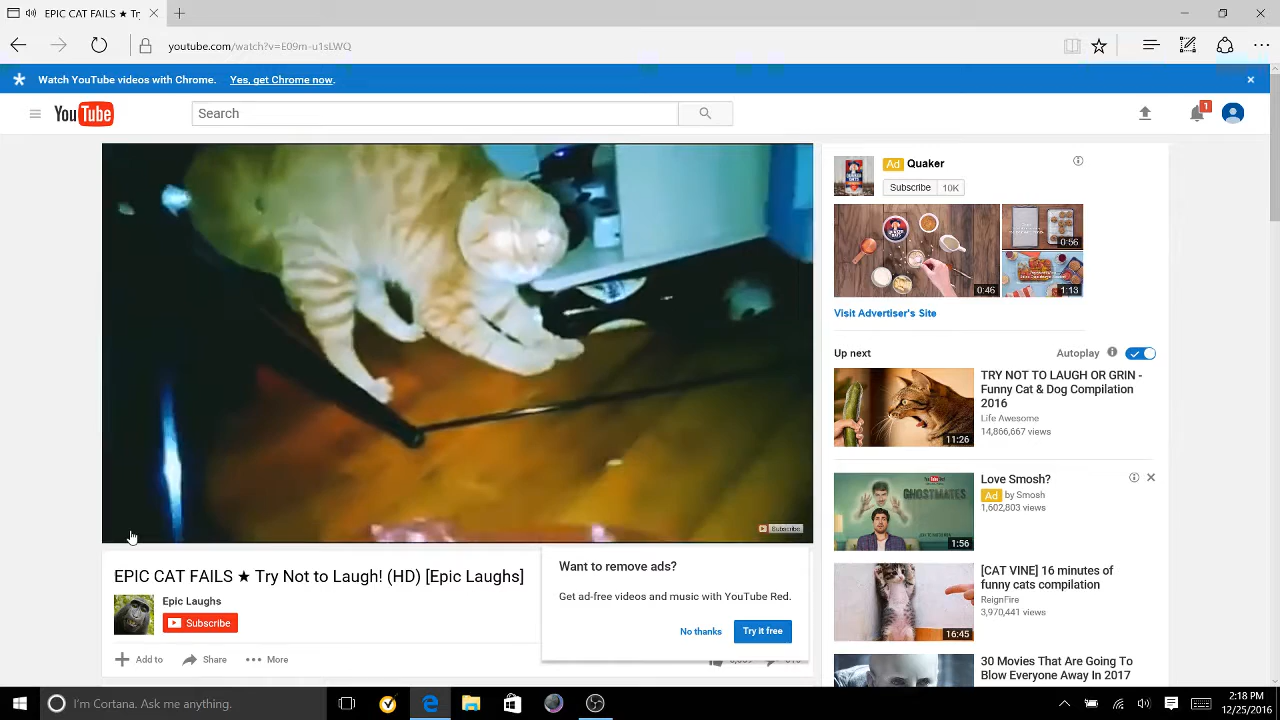 EPIC CAT FAILS ★ Tr
youtube.com/watch?v=E09m-u1sLWQ
Watch YouTube videos with Chrome. Yes, get Chrome now.
YouTube
Search
1
Ad Quaker
Subscribe 10K
0:56
0:46
1:13
Visit Advertiser's Site
Up next
Autoplay
TRY NOT TO LAUGH OR GRIN -
Funny Cat & Dog Compilation
2016
Life Awesome
14,866,667 views
11:26
Love Smosh?
Ad by Smosh
1,602,803 views
GHOSTMATES
1:56
[CAT VINE] 16 minutes of
funny cats compilation
ReignFire
3,970,441 views
16:45
30 Movies That Are Going To
Blow Everyone Away In 2017
Subscribe
EPIC CAT FAILS ★ Try Not to Laugh! (HD) [Epic Laughs]
Epic Laughs
Subscribe
Want to remove ads?
Get ad-free videos and music with YouTube Red.
No thanks
Try it free
Add to
Share
More
I'm Cortana. Ask me anything.
2:18 PM
12/25/2016